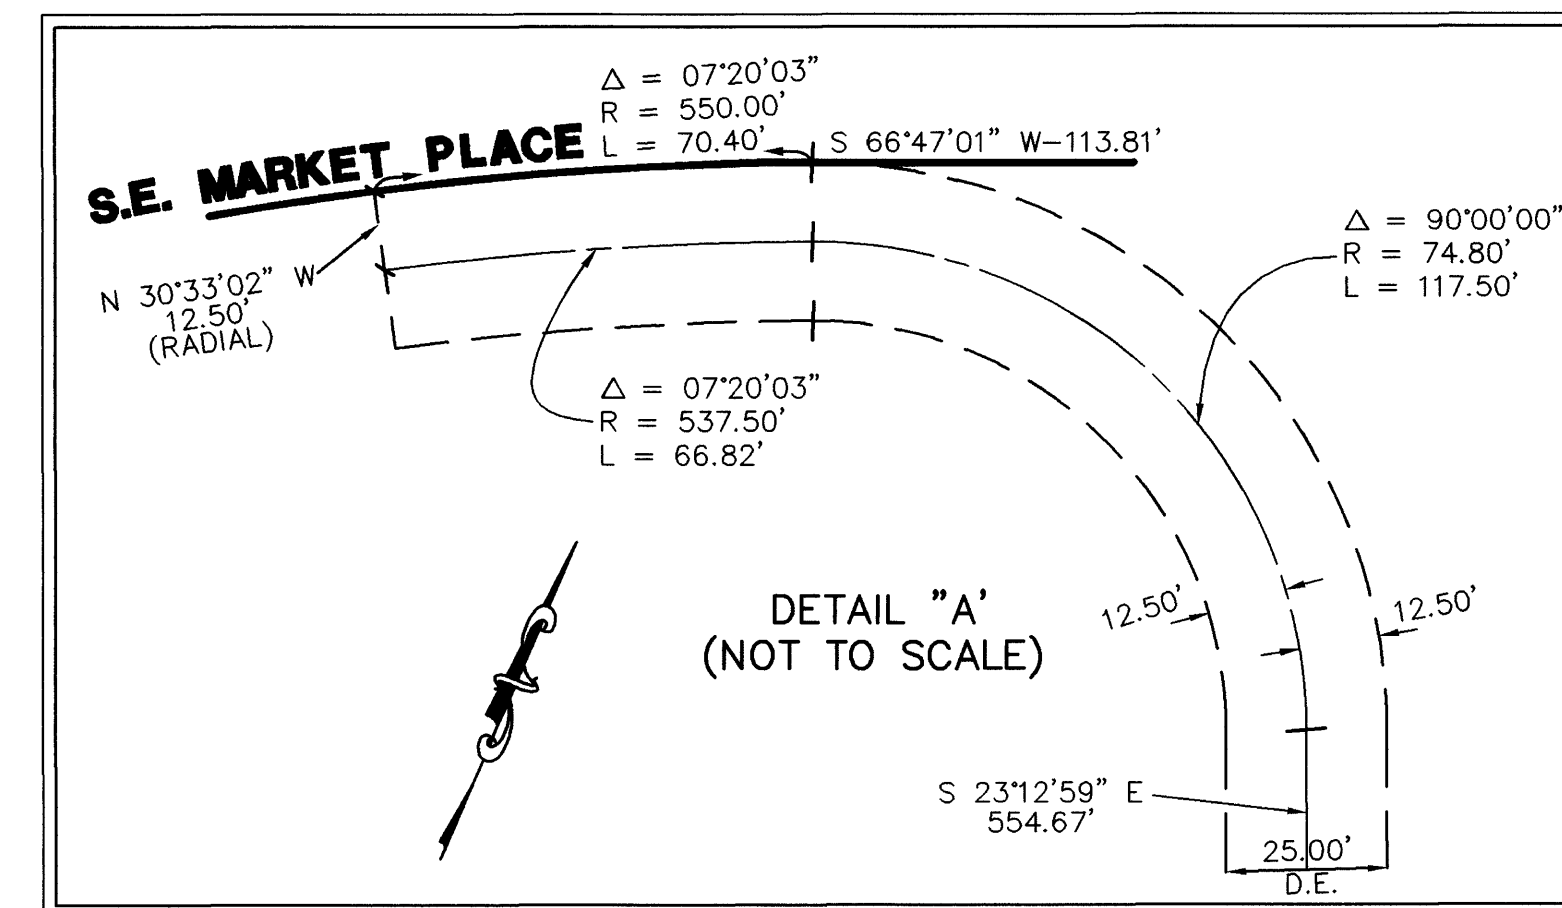 Δ = 07°20'03"
R = 550.00'
L = 70.40'
S 66°47'01" W-113.81'
S.E. MARKET PLACE
Δ = 90°00'00"
R = 74.80'
L = 117.50'
N 30°33'02" W
12.50'
(RADIAL)
Δ = 07°20'03"
R = 537.50'
L = 66.82'
DETAIL "A'
(NOT TO SCALE)
12.50'
12.50'
S 23°12'59" E
554.67'
25.00'
D.E.